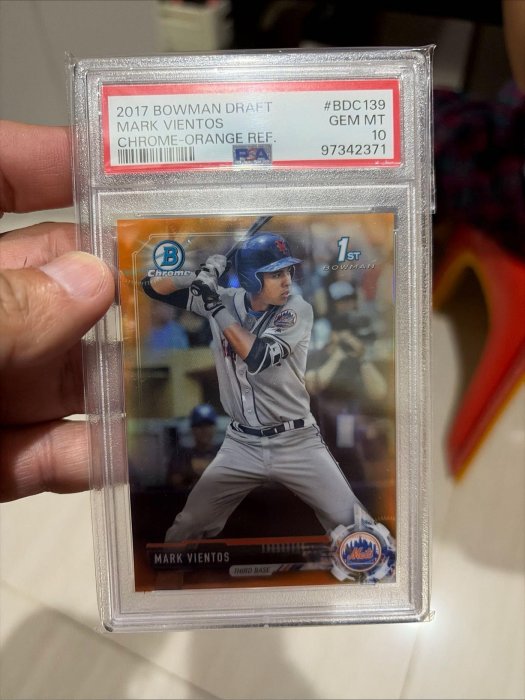 2017 BOWMAN DRAFT #BDC139
MARK VIENTOS GEM MT
CHROME-ORANGE REF. 10
PSA 97342371
B
Chrome
1ST
BOWMAN
MARK VIENTOS
THIRD BASE
Mets